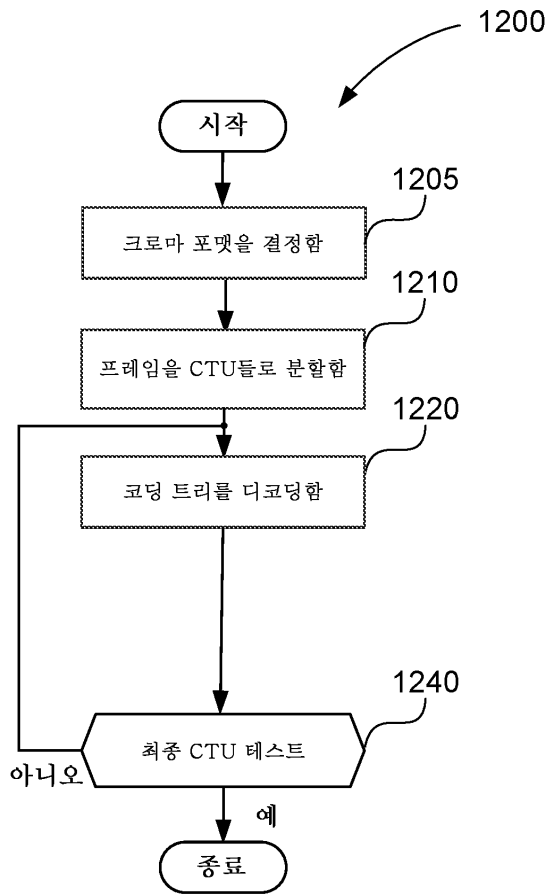 1200
시작
1205
크로마 포맷을 결정함
1210
프레임을 CTU들로 분할함
1220
코딩 트리를 디코딩함
1240
최종 CTU 테스트
아니오
예
종료